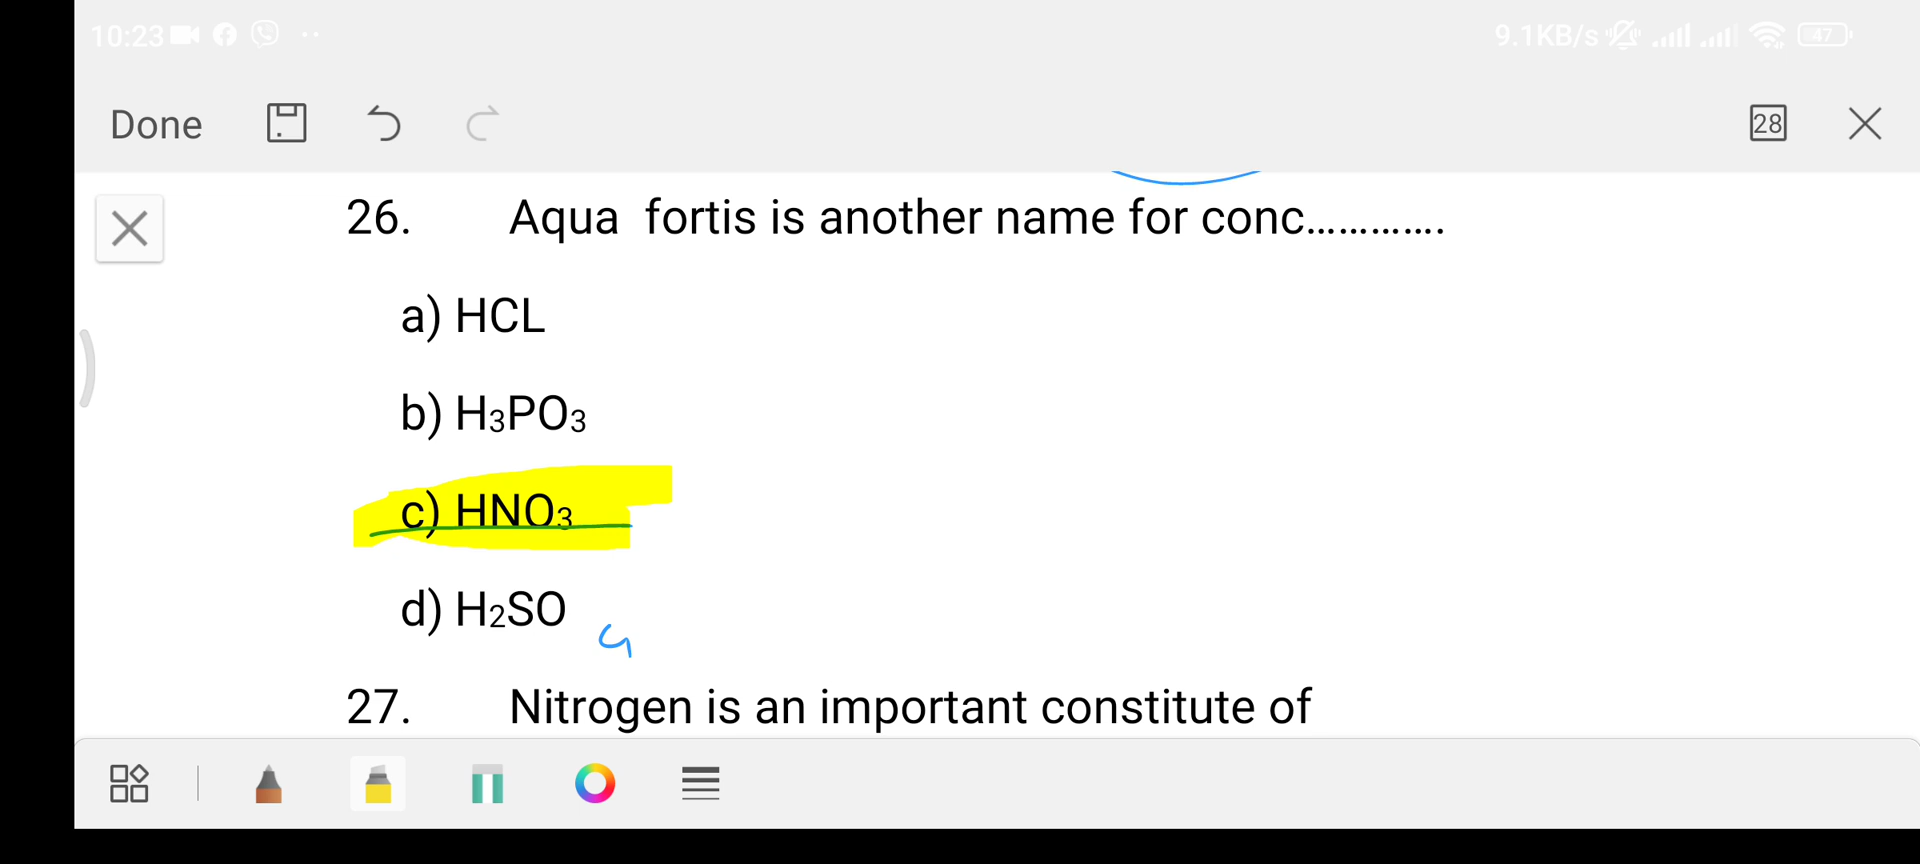 10:23
9.1KB/s 47
Done
28
26. Aqua fortis is another name for conc.............
a) HCL
b) H₃PO₃
c) HNO₃
d) H₂SO 4
27. Nitrogen is an important constitute of